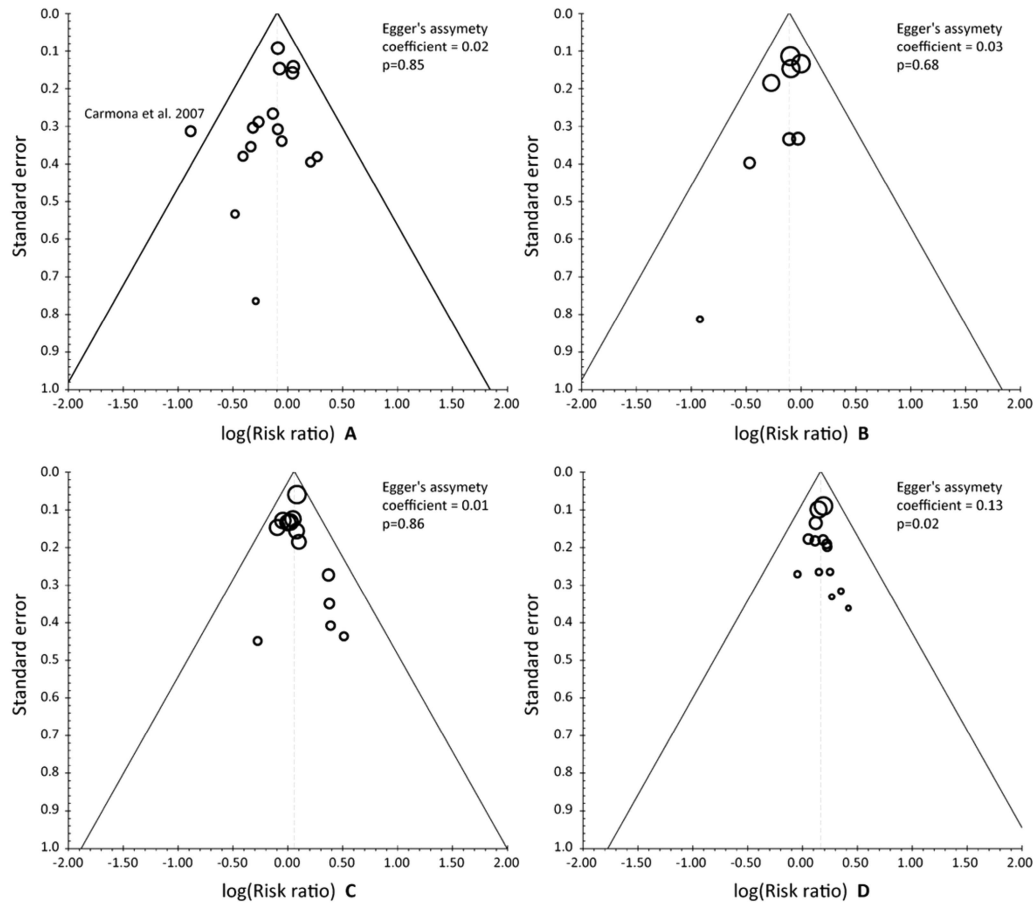 Egger's assymety
coefficient = 0.02
p=0.85
Carmona et al. 2007
Standard error
0.0
0.1
0.2
0.3
0.4
0.5
0.6
0.7
0.8
0.9
1.0
-2.00 -1.50 -1.00 -0.50 0.00 0.50 1.00 1.50 2.00
log(Risk ratio) A
Egger's assymety
coefficient = 0.03
p=0.68
Standard error
0.0
0.1
0.2
0.3
0.4
0.5
0.6
0.7
0.8
0.9
1.0
-2.00 -1.50 -1.00 -0.50 0.00 0.50 1.00 1.50 2.00
log(Risk ratio) B
Egger's assymety
coefficient = 0.01
p=0.86
Standard error
0.0
0.1
0.2
0.3
0.4
0.5
0.6
0.7
0.8
0.9
1.0
-2.00 -1.50 -1.00 -0.50 0.00 0.50 1.00 1.50 2.00
log(Risk ratio) C
Egger's assymety
coefficient = 0.13
p=0.02
Standard error
0.0
0.1
0.2
0.3
0.4
0.5
0.6
0.7
0.8
0.9
1.0
-2.00 -1.50 -1.00 -0.50 0.00 0.50 1.00 1.50 2.00
log(Risk ratio) D